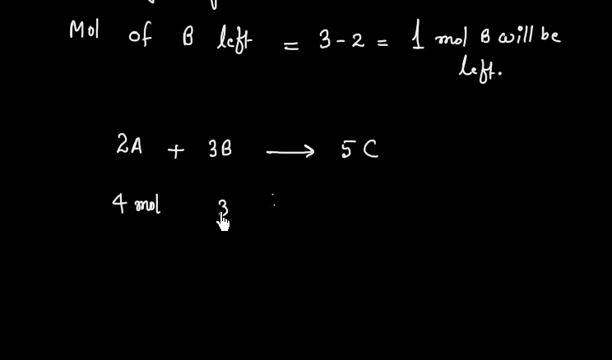 Mol of B left = 3 - 2 = 1 mol B will be
left.
2A + 3B ⟶ 5C
4 mol 3